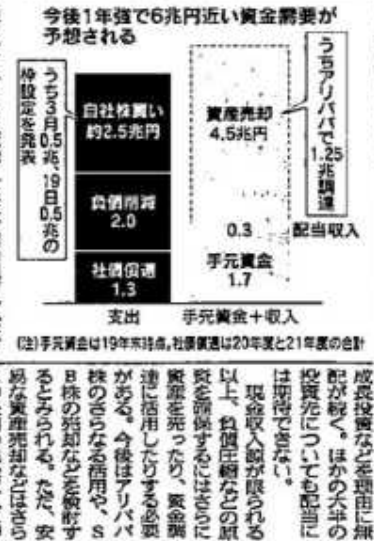 今後1年強で6兆円近い資金需要が
予想される
うち3月0.5兆、19日0.5兆の
枠設定を発表
自社株買い
約2.5兆円
負債削減
2.0
社債償還
1.3
支出
うちアリババで
1.25
兆調達
資産売却
4.5兆円
0.3
配当収入
手元資金
1.7
手元資金+収入
(注)手元資金は19年末時点。社債償還は20年度と21年度の合計
成長投資などを理由に無
配が続く。ほかの大半の
投資先についても配当に
は期待できない。
現金収入源が限られる
以上、負債圧縮などの原
資を確保するにはさらに
資産を売ったり、資金調
達に活用したりする必要
がある。今後はアリババ
株のさらなる活用や、S
B株の売却などを検討す
るとみられる。ただ、安
易な資産売却などはさら